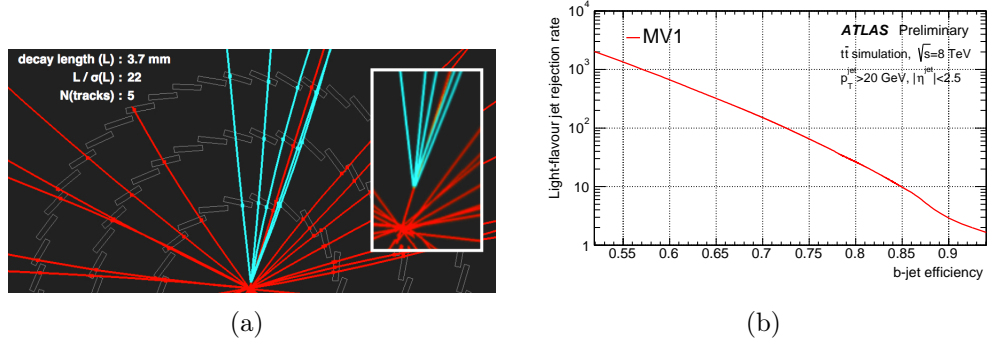 decay length (L) : 3.7 mm
L / σ(L) : 22
N(tracks) : 5
(a)
Light-flavour jet rejection rate
10⁴
10³
10²
10
1
MV1
ATLAS Preliminary
tt̄ simulation, √s=8 TeV
p_T^jet>20 GeV, |η^jet|<2.5
0.55 0.6 0.65 0.7 0.75 0.8 0.85 0.9
b-jet efficiency
(b)